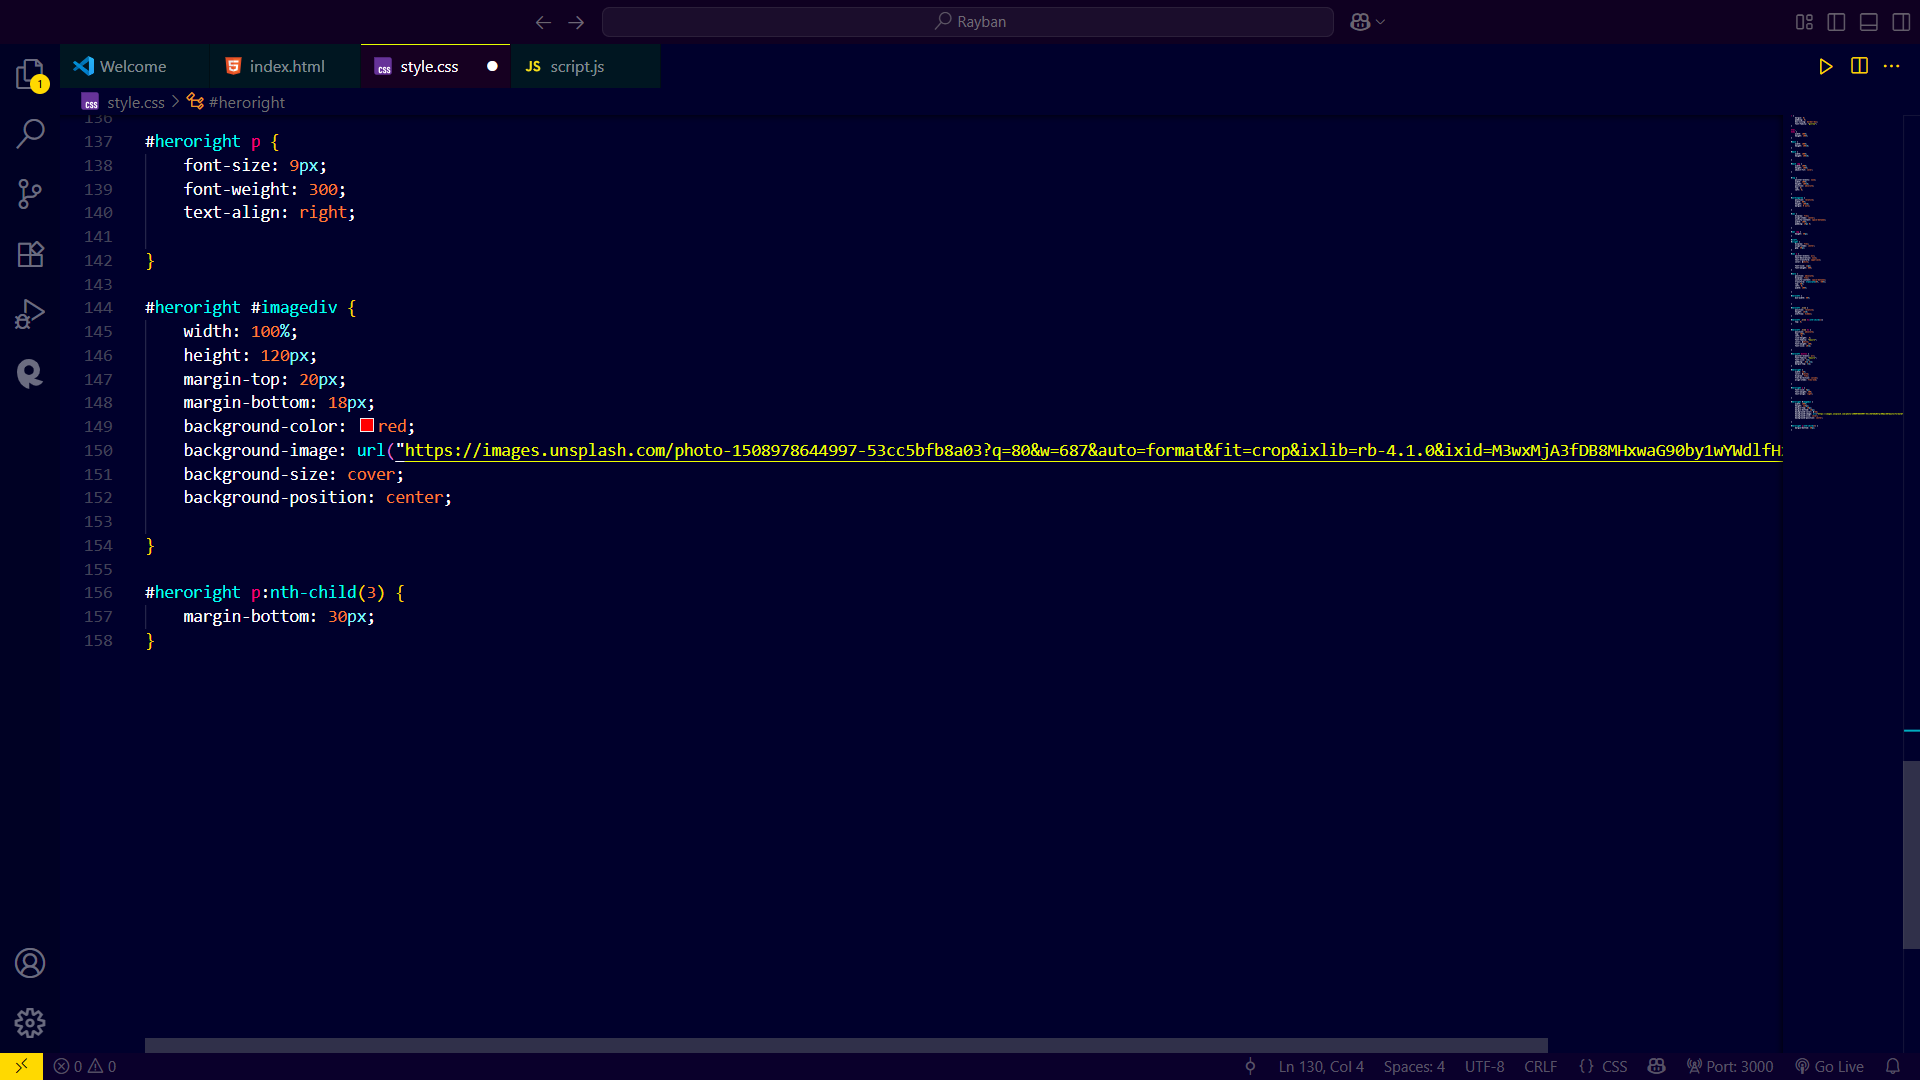 Rayban
1
Welcome
index.html
style.css
JS script.js
style.css > #heroright
136
137 #heroright p {
138 font-size: 9px;
139 font-weight: 300;
140 text-align: right;
141
142 }
143
144 #heroright #imagediv {
145 width: 100%;
146 height: 120px;
147 margin-top: 20px;
148 margin-bottom: 18px;
149 background-color: red;
150 background-image: url("https://images.unsplash.com/photo-1508978644997-53cc5bfb8a03?q=80&w=687&auto=format&fit=crop&ixlib=rb-4.1.0&ixid=M3wxMjA3fDB8MHxwaG90by1wYWdlfH
151 background-size: cover;
152 background-position: center;
153
154 }
155
156 #heroright p:nth-child(3) {
157 margin-bottom: 30px;
158 }
0 0
Ln 130, Col 4
Spaces: 4
UTF-8
CRLF
{} CSS
Port: 3000
Go Live